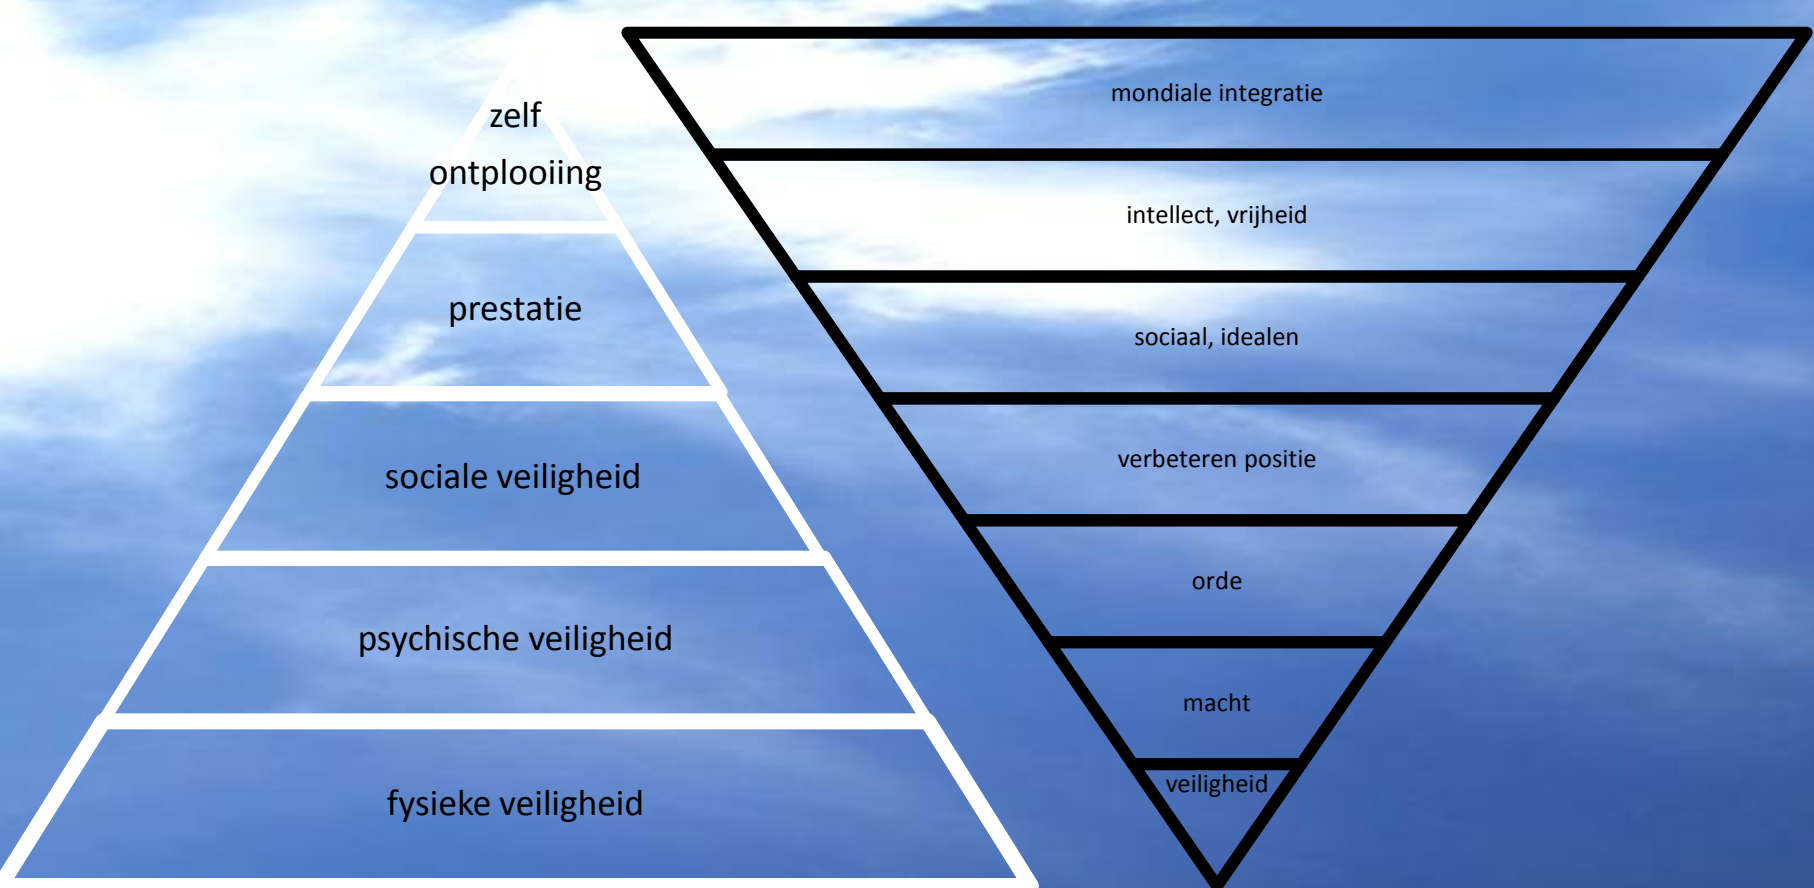 zelf
ontplooiing
prestatie
sociale veiligheid
psychische veiligheid
fysieke veiligheid
mondiale integratie
intellect, vrijheid
sociaal, idealen
verbeteren positie
orde
macht
veiligheid